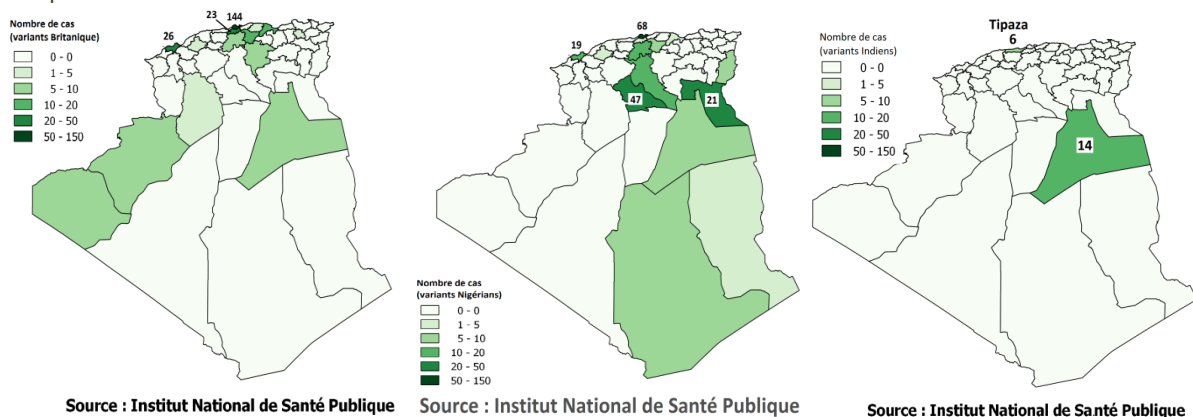 Nombre de cas
(variants Britanique)
0 - 0
1 - 5
5 - 10
10 - 20
20 - 50
50 - 150
26
23
144
Source : Institut National de Santé Publique
68
19
47
21
Nombre de cas
(variants Nigérians)
0 - 0
1 - 5
5 - 10
10 - 20
20 - 50
50 - 150
Source : Institut National de Santé Publique
Tipaza
6
Nombre de cas
(variants Indiens)
0 - 0
1 - 5
5 - 10
10 - 20
20 - 50
50 - 150
14
Source : Institut National de Santé Publique